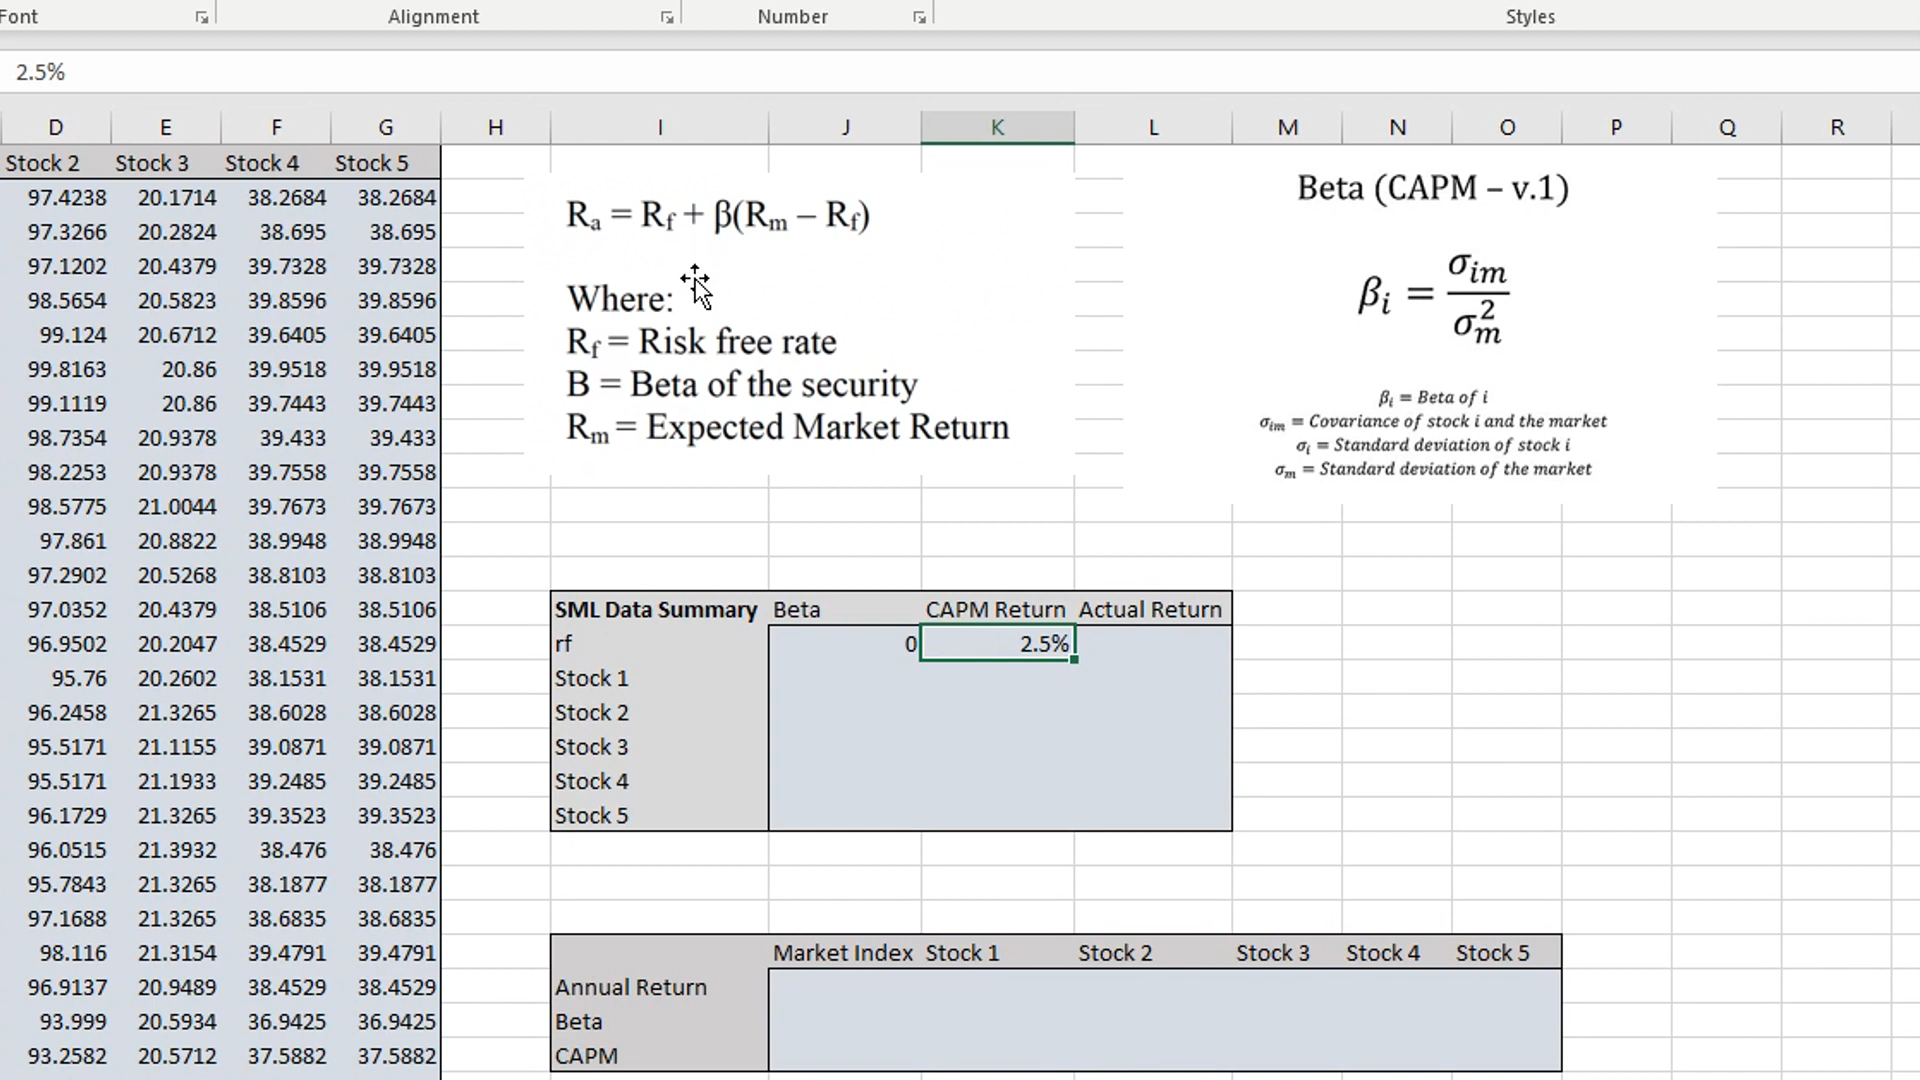 Font Alignment Number Styles
2.5%
D E F G H I J K L M N O P Q R
Stock 2 Stock 3 Stock 4 Stock 5
97.4238 20.1714 38.2684 38.2684
97.3266 20.2824 38.695 38.695
97.1202 20.4379 39.7328 39.7328
98.5654 20.5823 39.8596 39.8596
99.124 20.6712 39.6405 39.6405
99.8163 20.86 39.9518 39.9518
99.1119 20.86 39.7443 39.7443
98.7354 20.9378 39.433 39.433
98.2253 20.9378 39.7558 39.7558
98.5775 21.0044 39.7673 39.7673
97.861 20.8822 38.9948 38.9948
97.2902 20.5268 38.8103 38.8103
97.0352 20.4379 38.5106 38.5106
96.9502 20.2047 38.4529 38.4529
95.76 20.2602 38.1531 38.1531
96.2458 21.3265 38.6028 38.6028
95.5171 21.1155 39.0871 39.0871
95.5171 21.1933 39.2485 39.2485
96.1729 21.3265 39.3523 39.3523
96.0515 21.3932 38.476 38.476
95.7843 21.3265 38.1877 38.1877
97.1688 21.3265 38.6835 38.6835
98.116 21.3154 39.4791 39.4791
96.9137 20.9489 38.4529 38.4529
93.999 20.5934 36.9425 36.9425
93.2582 20.5712 37.5882 37.5882
Rₐ = R_f + β(Rₘ – R_f)
Where:
R_f = Risk free rate
B = Beta of the security
Rₘ = Expected Market Return
Beta (CAPM – v.1)
βᵢ = σᵢₘ / σ²ₘ
βᵢ = Beta of i
σᵢₘ = Covariance of stock i and the market
σᵢ = Standard deviation of stock i
σₘ = Standard deviation of the market
SML Data Summary Beta CAPM Return Actual Return
rf 0 2.5%
Stock 1
Stock 2
Stock 3
Stock 4
Stock 5
Market Index Stock 1 Stock 2 Stock 3 Stock 4 Stock 5
Annual Return
Beta
CAPM